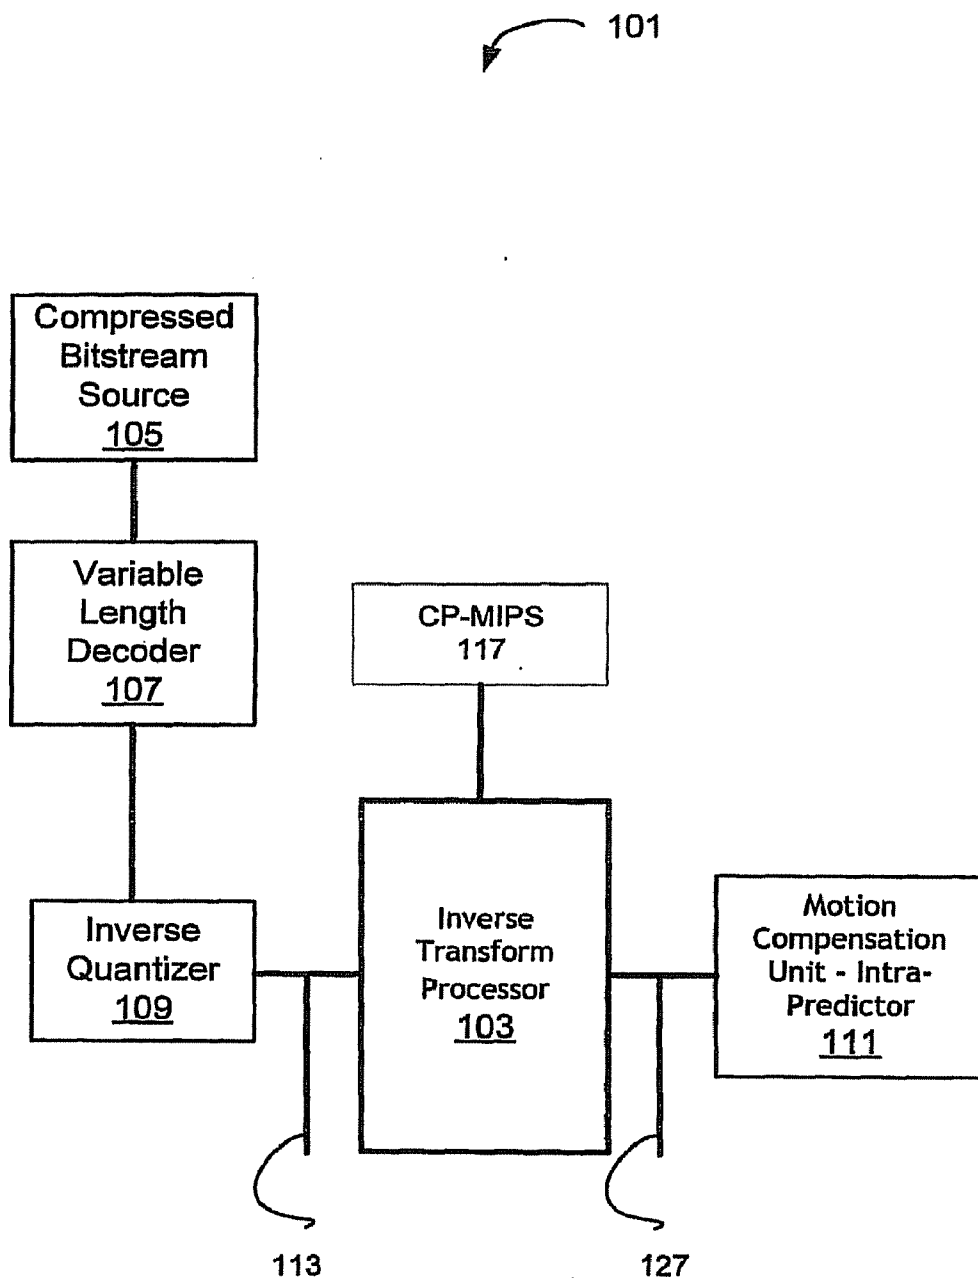 101
Compressed
Bitstream
Source
105
Variable
Length
Decoder
107
CP-MIPS
117
Inverse
Quantizer
109
Inverse
Transform
Processor
103
Motion
Compensation
Unit - Intra-
Predictor
111
113
127